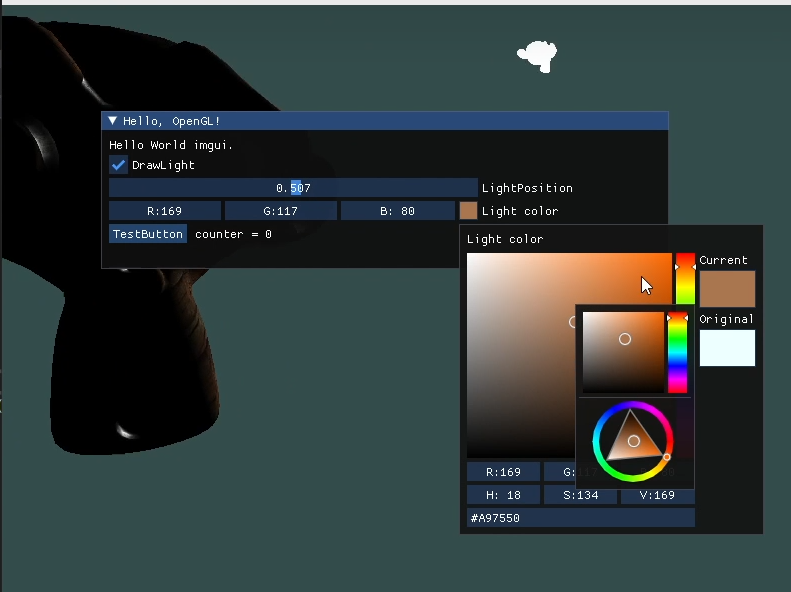 ▼ Hello, OpenGL!
Hello World imgui.
DrawLight
0.507 LightPosition
R:169 G:117 B: 80 Light color
TestButton counter = 0
Light color
Current
Original
R:169 G:
H: 18 S:134 V:169
#A97550